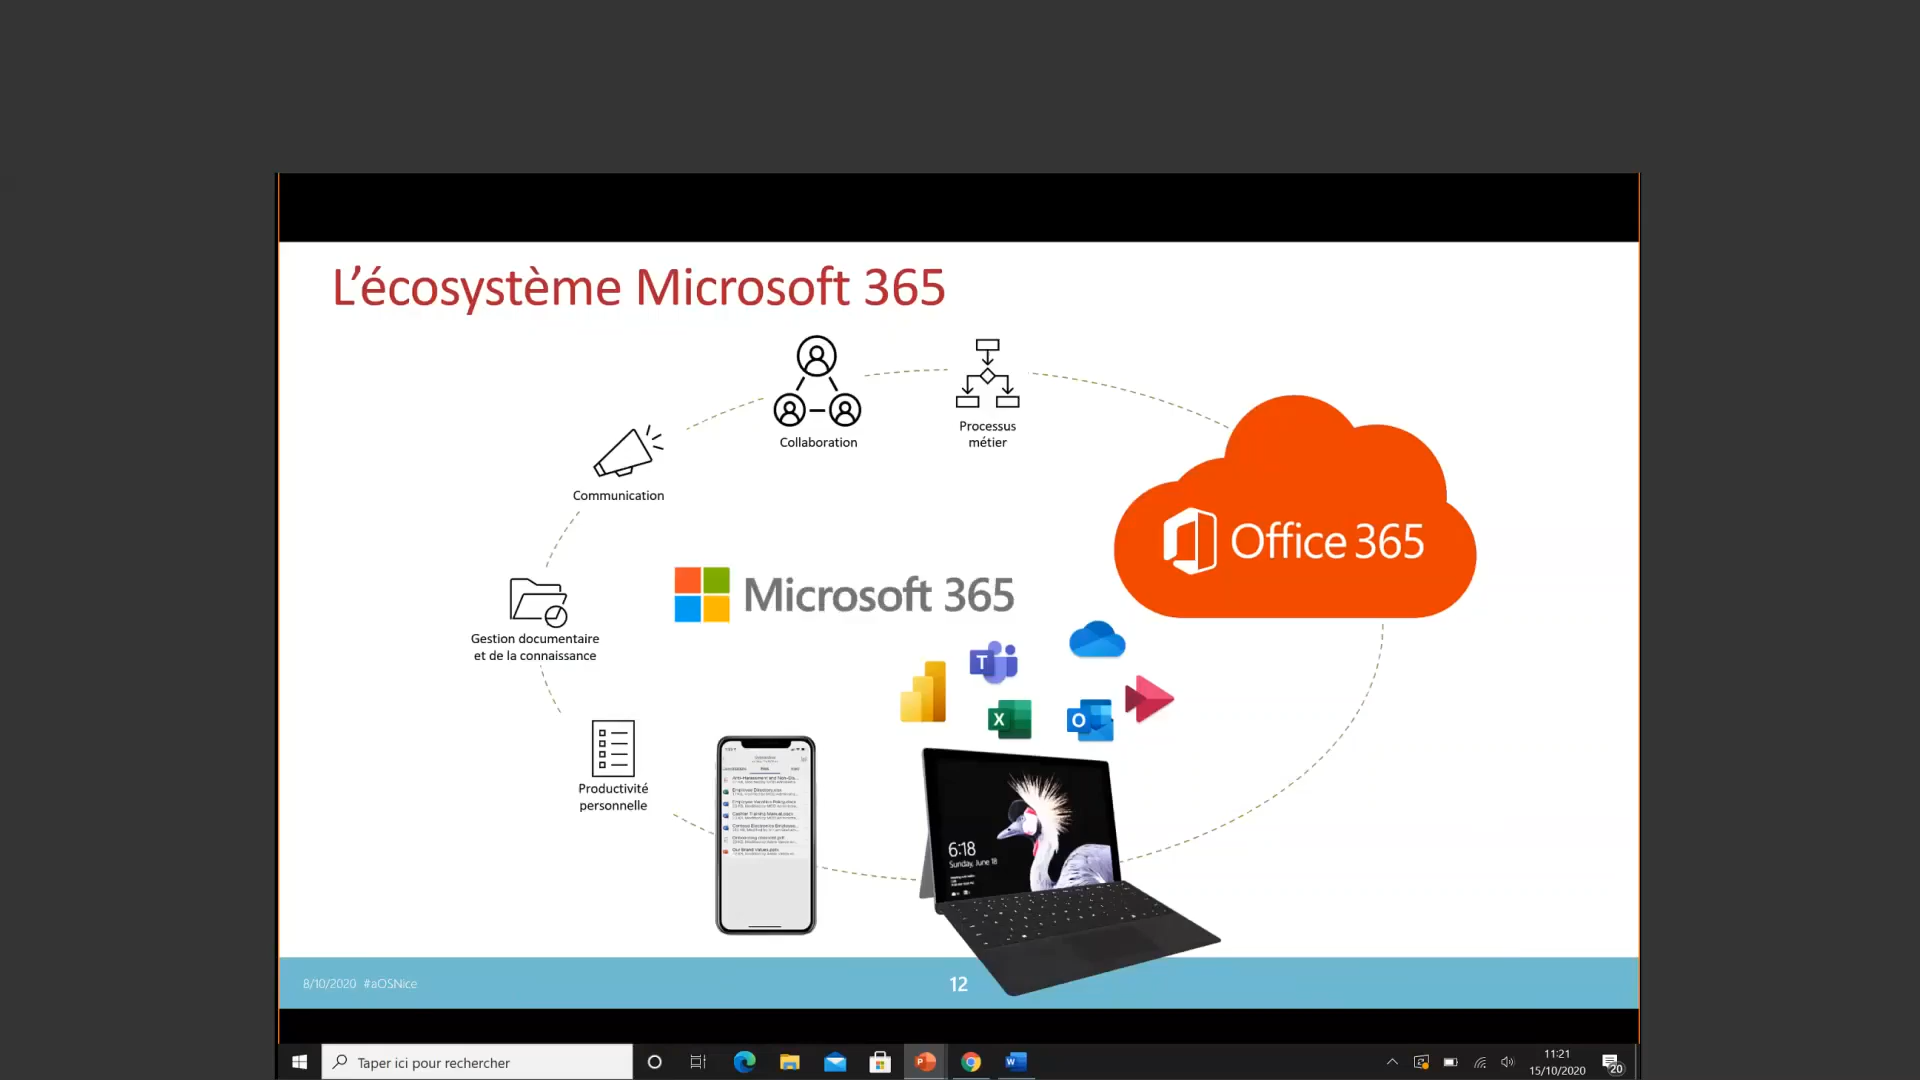 L'écosystème Microsoft 365
Collaboration
Processus
métier
Communication
Office 365
Microsoft 365
Gestion documentaire
et de la connaissance
T
X
O
Productivité
personnelle
6:18
Sunday, June 18
8/10/2020 #aOSNice
12
Taper ici pour rechercher
P
W
11:21
15/10/2020
20